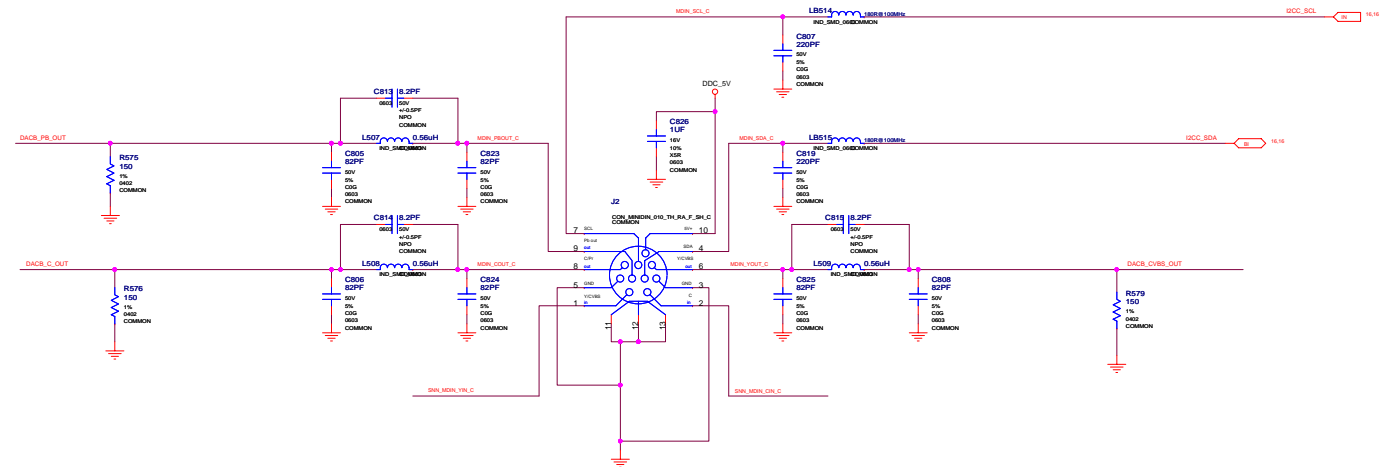 MDIN_SCL_C
LB514
180R@100MHz
IND_SMD_0603
COMMON
I2CC_SCL
IN
16,16
C807
220PF
50V
5%
C0G
0603
COMMON
DDC_5V
C813
8.2PF
0603
50V
+/-0.5PF
NPO
COMMON
C826
1UF
16V
10%
X5R
0603
COMMON
DACB_PB_OUT
L507
0.56uH
MDIN_PBOUT_C
MDIN_SDA_C
LB515
180R@100MHz
IND_SMD_0603
COMMON
I2CC_SDA
BI
16,16
R575
150
1%
0402
COMMON
C805
82PF
50V
5%
C0G
0603
COMMON
C823
82PF
50V
5%
C0G
0603
COMMON
C819
220PF
50V
5%
C0G
0603
COMMON
J2
CON_MINIDIN_010_TH_RA_F_SH_C
COMMON
C814
8.2PF
0603
50V
+/-0.5PF
NPO
COMMON
C815
8.2PF
0603
50V
+/-0.5PF
NPO
COMMON
7 SCL
5V+ 10
9 Pb out
out
SDA 4
8 C/Pr
out
Y/CVBS 6
out
5 GND
GND 3
1 Y/CVBS
in
C 2
in
11
12
13
DACB_C_OUT
L508
0.56uH
MDIN_COUT_C
MDIN_YOUT_C
L509
0.56uH
DACB_CVBS_OUT
R576
150
1%
0402
COMMON
C806
82PF
50V
5%
C0G
0603
COMMON
C824
82PF
50V
5%
C0G
0603
COMMON
C825
82PF
50V
5%
C0G
0603
COMMON
C808
82PF
50V
5%
C0G
0603
COMMON
R579
150
1%
0402
COMMON
SNN_MDIN_YIN_C
SNN_MDIN_CIN_C